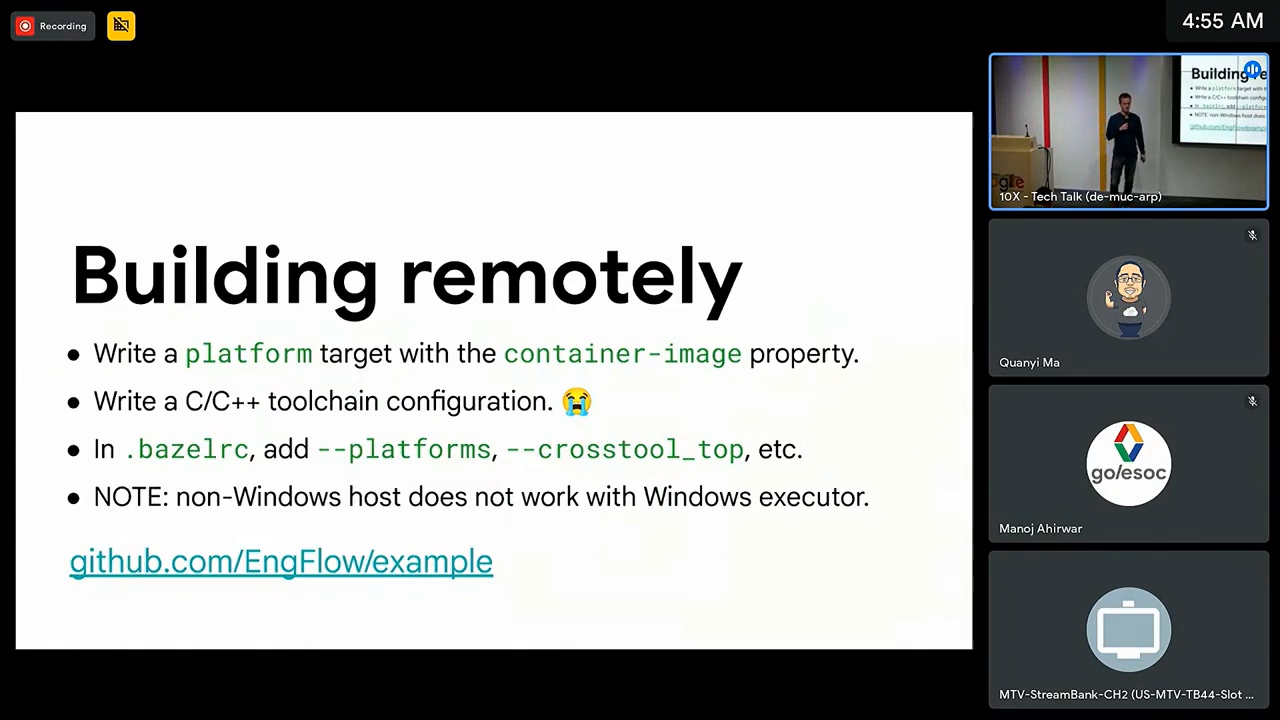 Recording
4:55 AM
Building remotely
● Write a platform target with the container-image property.
● Write a C/C++ toolchain configuration. 😭
● In .bazelrc, add --platforms, --crosstool_top, etc.
● NOTE: non-Windows host does not work with Windows executor.
github.com/EngFlow/example
Building re
10X - Tech Talk (de-muc-arp)
Quanyi Ma
go/esoc
Manoj Ahirwar
MTV-StreamBank-CH2 (US-MTV-TB44-Slot ...